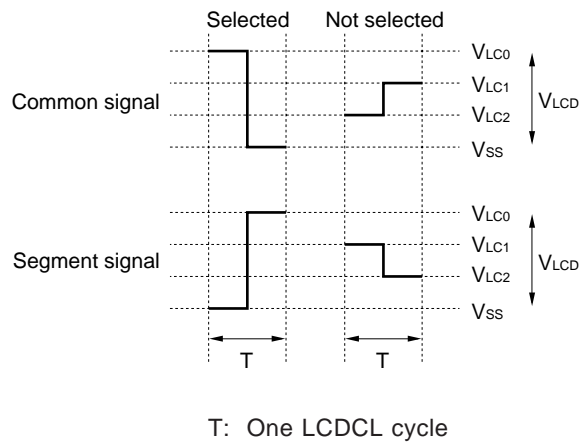 Selected Not selected
VLC0
VLC1
Common signal
VLCD
VLC2
VSS
VLC0
VLC1
Segment signal
VLCD
VLC2
VSS
T T
T: One LCDCL cycle